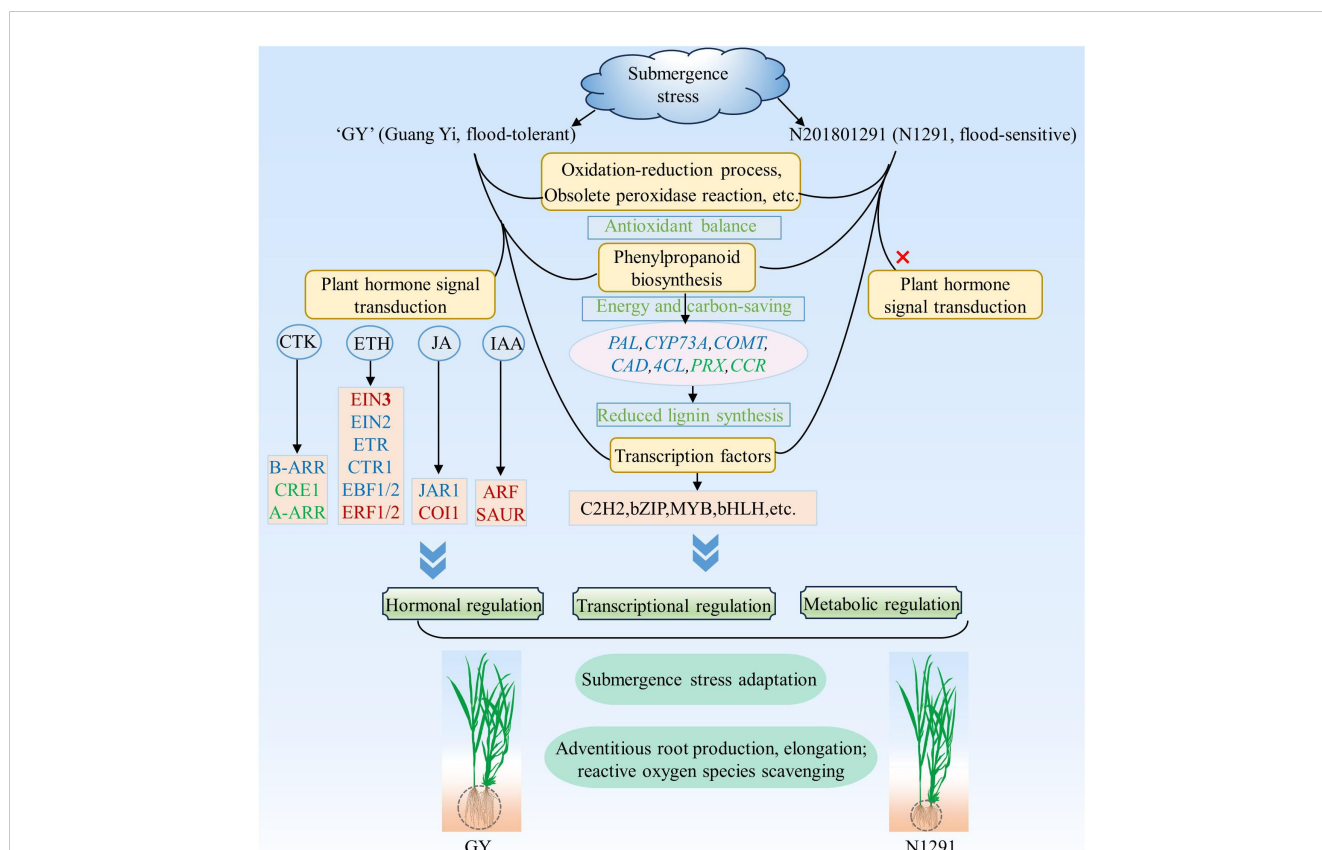 Submergence
stress
‘GY’ (Guang Yi, flood-tolerant)
N201801291 (N1291, flood-sensitive)
Oxidation-reduction process,
Obsolete peroxidase reaction, etc.
Antioxidant balance
Phenylpropanoid
biosynthesis
Plant hormone signal
transduction
Plant hormone
signal transduction
Energy and carbon-saving
CTK
ETH
JA
IAA
PAL,CYP73A,COMT,
CAD,4CL,PRX,CCR
Reduced lignin synthesis
EIN3
EIN2
ETR
CTR1
EBF1/2
ERF1/2
B-ARR
CRE1
A-ARR
JAR1
COI1
ARF
SAUR
Transcription factors
C2H2,bZIP,MYB,bHLH,etc.
Hormonal regulation
Transcriptional regulation
Metabolic regulation
Submergence stress adaptation
Adventitious root production, elongation;
reactive oxygen species scavenging
GY
N1291